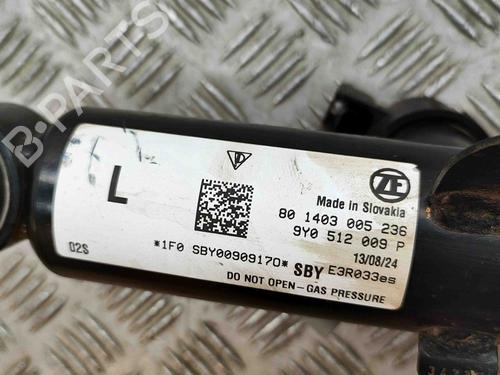 B-PARTS
L
ZF
Made in Slovakia
80 1403 005 236
9Y0 512 009 P
02S
*1F0 SBY00909170*
13/08/24
SBY E3R033es
DO NOT OPEN-GAS PRESSURE